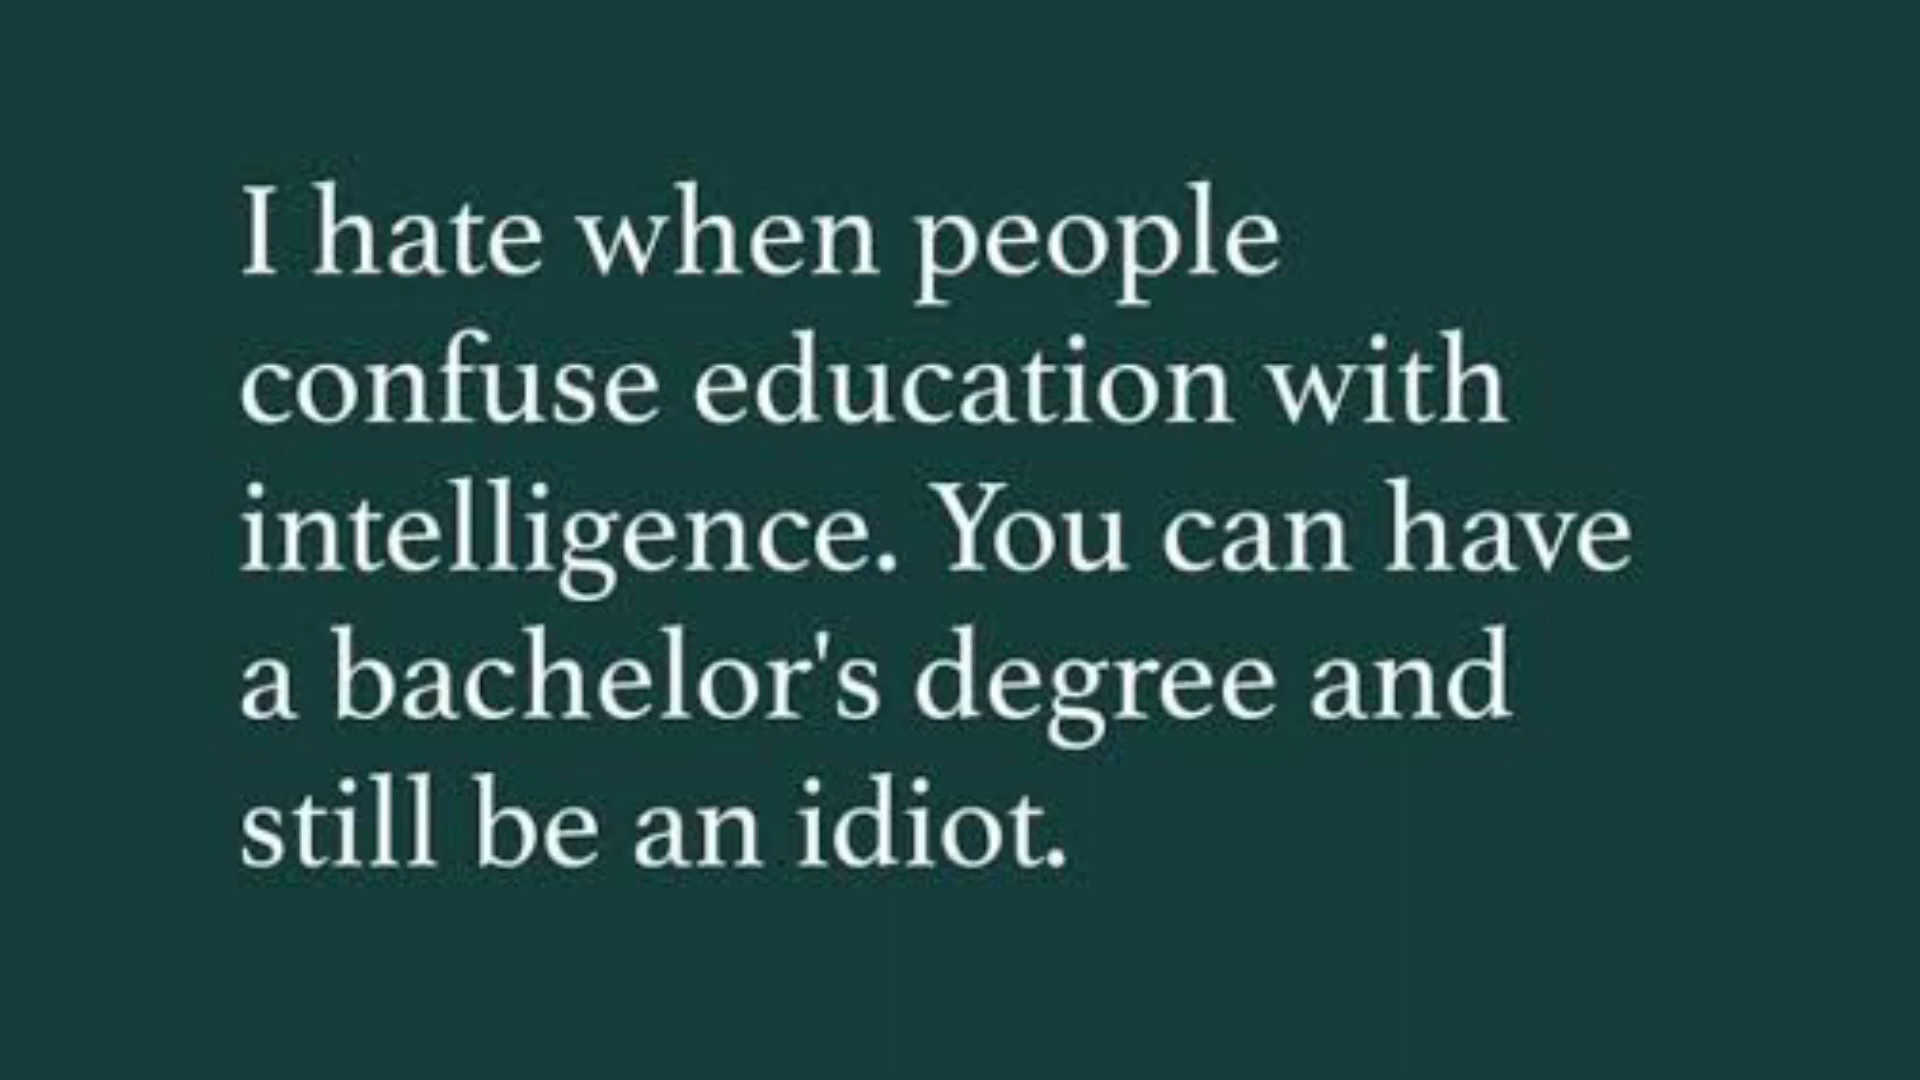 I hate when people
confuse education with
intelligence. You can have
a bachelor's degree and
still be an idiot.